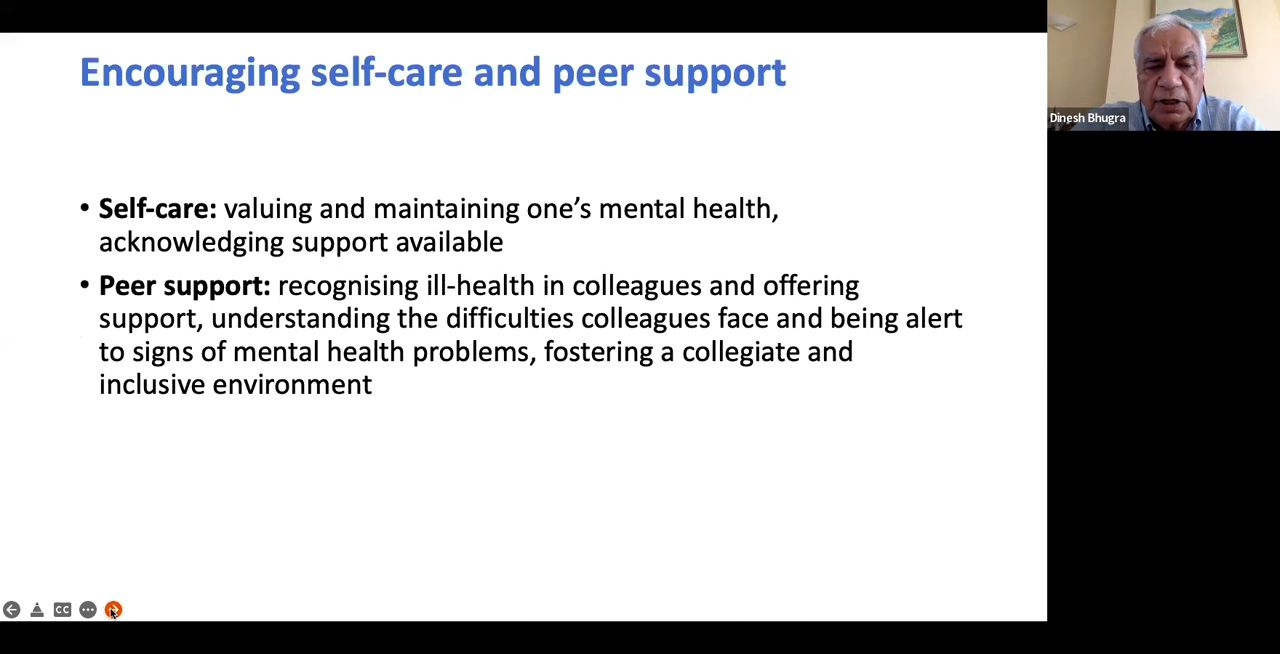 Encouraging self-care and peer support
Dinesh Bhugra
• Self-care: valuing and maintaining one’s mental health,
acknowledging support available
• Peer support: recognising ill-health in colleagues and offering
support, understanding the difficulties colleagues face and being alert
to signs of mental health problems, fostering a collegiate and
inclusive environment
CC